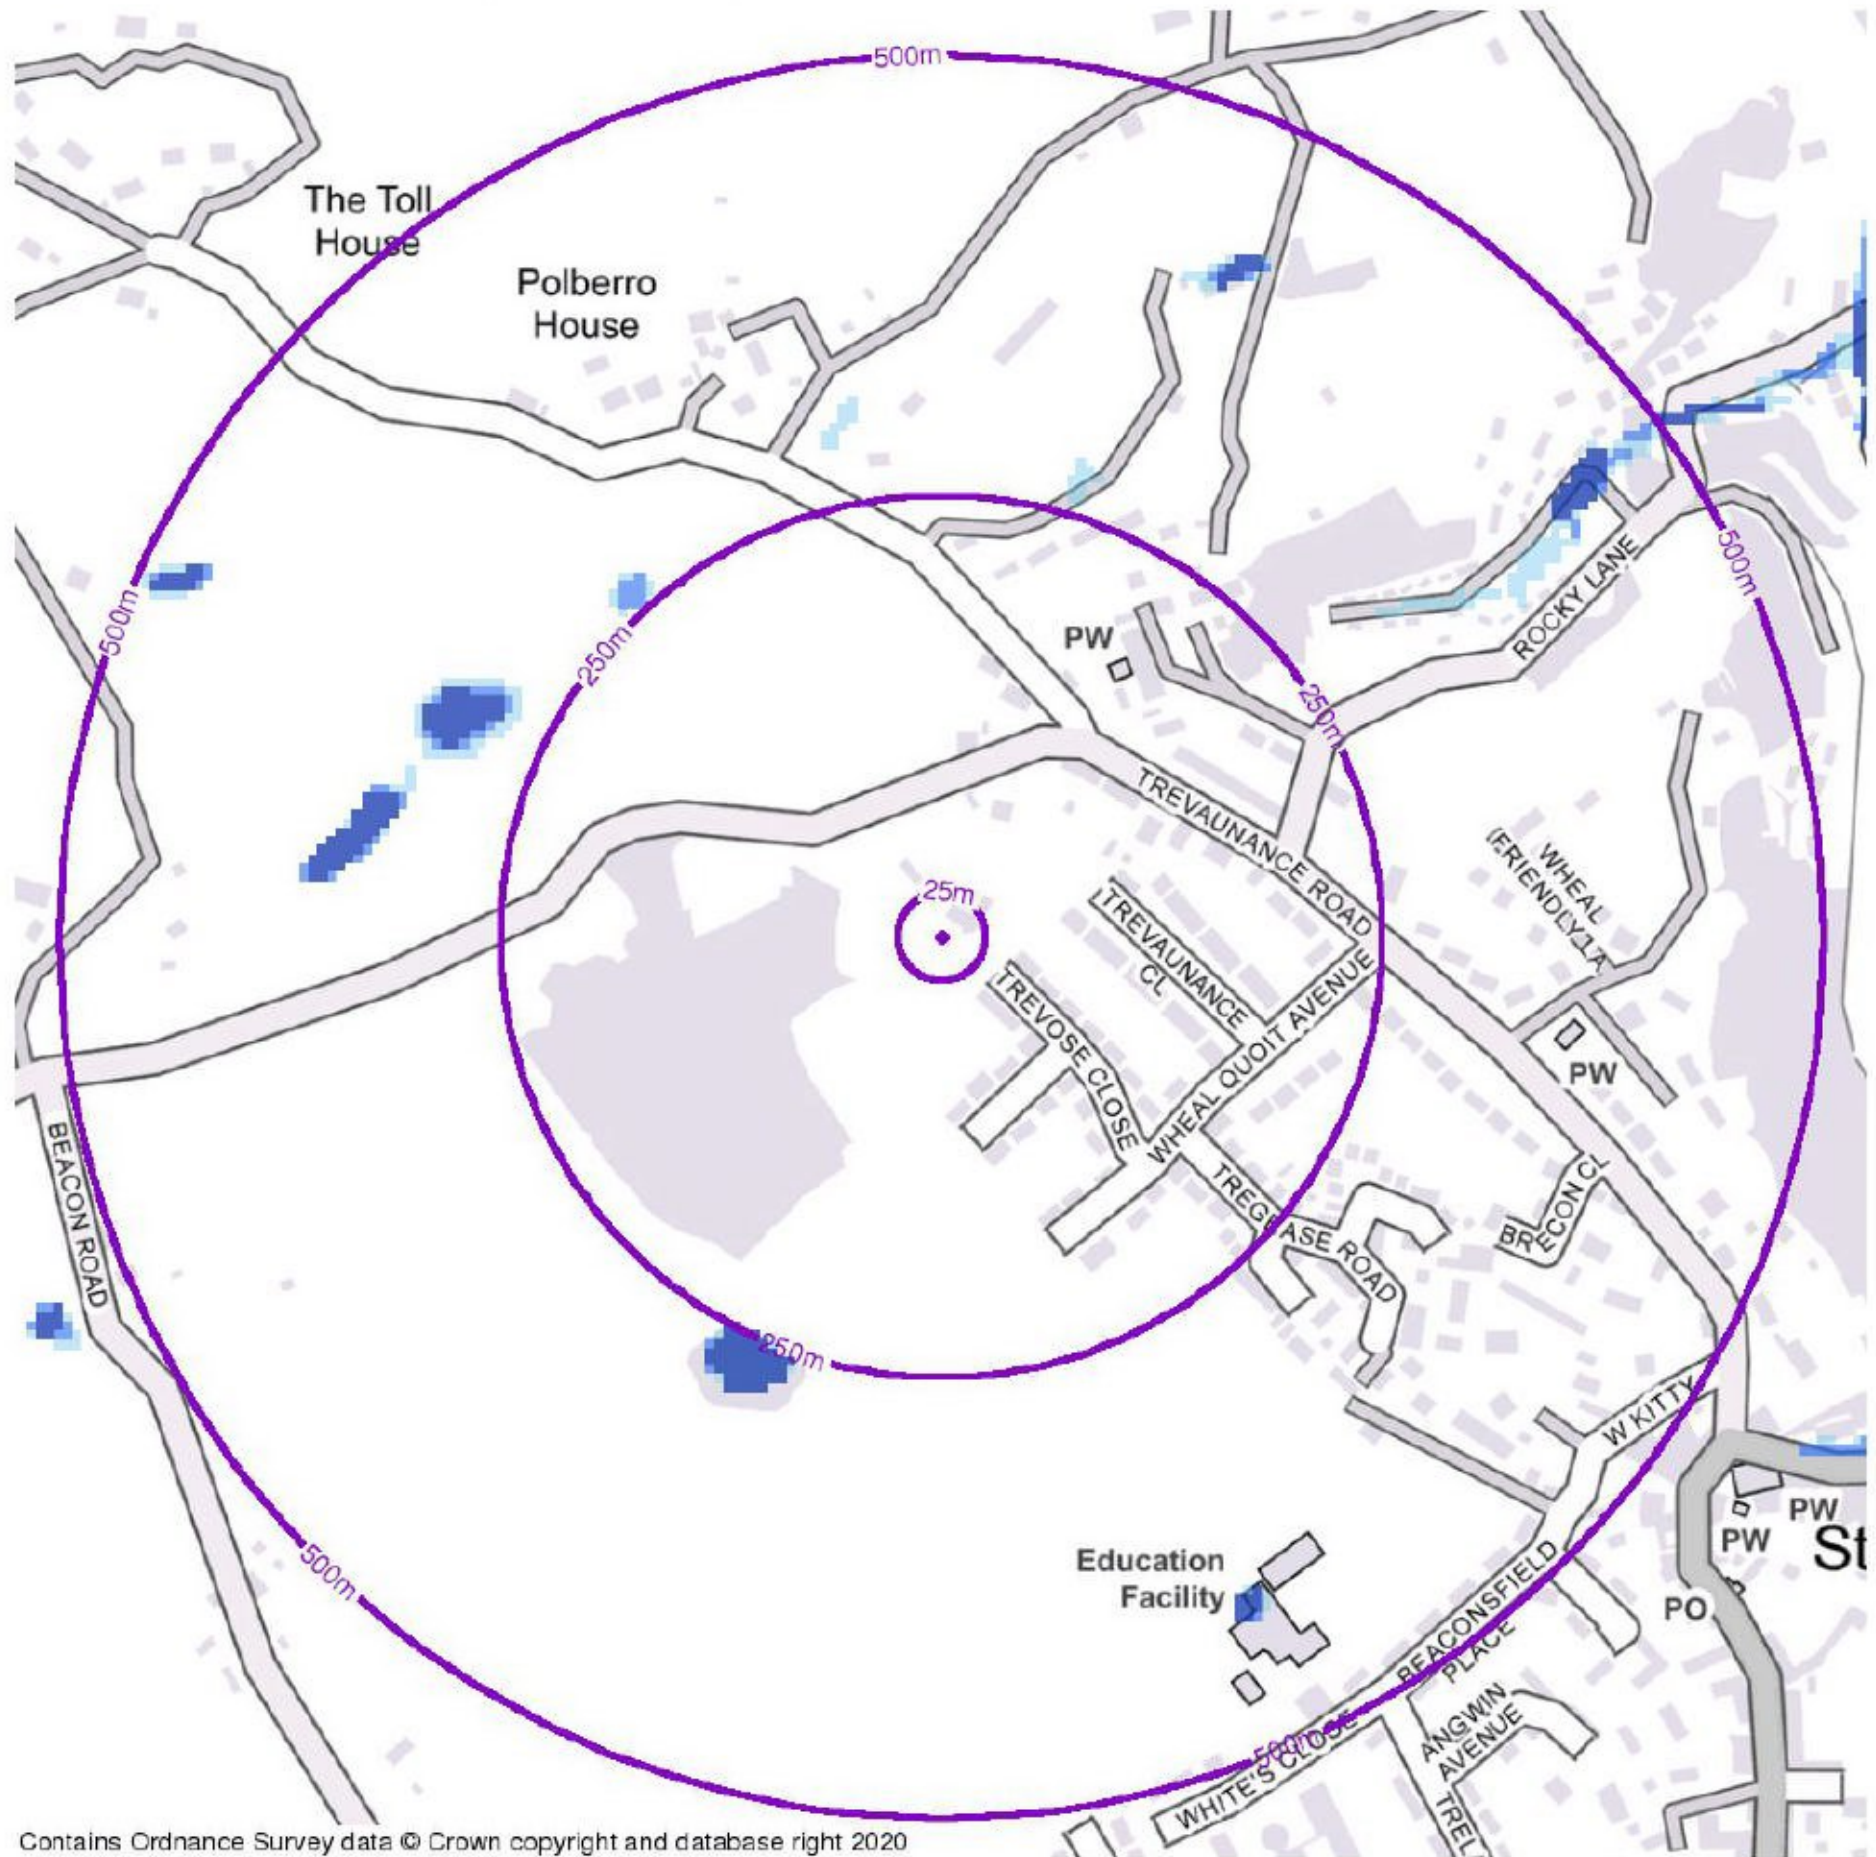 500m
The Toll
House
Polberro
House
500m
500m
250m
PW
ROCKY LANE
250m
TREVAUNANCE ROAD
WHEAL
(FRIENDLY LA
25m
TREVAUNANCE
CL
TREVOSE CLOSE
WHEAL QUOIT AVENUE
PW
BEACON ROAD
TREGEASE ROAD
BRECON CL
250m
W KITTY
PW
PW
St
Education
Facility
500m
PO
BEACONSFIELD
PLACE
ANGWIN
AVENUE
500m
WHITE'S CLOSE
TREL
Contains Ordnance Survey data © Crown copyright and database right 2020